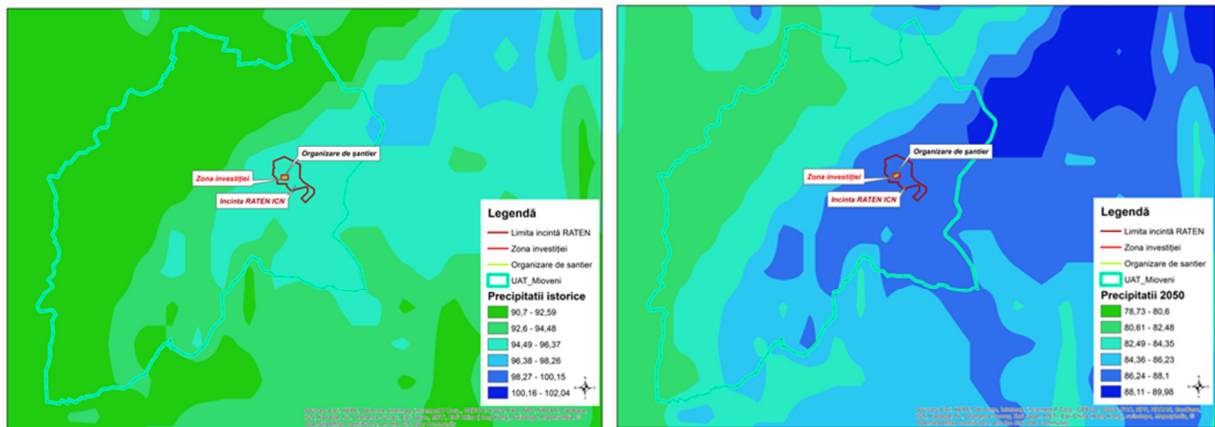 Organizare de șantier
Zona investiției
Incinta RATEN ICN
Legendă
Limita incintă RATEN
Zona investiției
Organizare de santier
UAT_Mioveni
Precipitatii istorice
90,7 - 92,59
92,6 - 94,48
94,49 - 96,37
96,38 - 98,26
98,27 - 100,15
100,16 - 102,04
Organizare de șantier
Zona investiției
Incinta RATEN ICN
Legendă
Limita incintă RATEN
Zona investiției
Organizare de santier
UAT_Mioveni
Precipitatii 2050
78,73 - 80,6
80,61 - 82,48
82,49 - 84,35
84,36 - 86,23
86,24 - 88,1
88,11 - 89,98